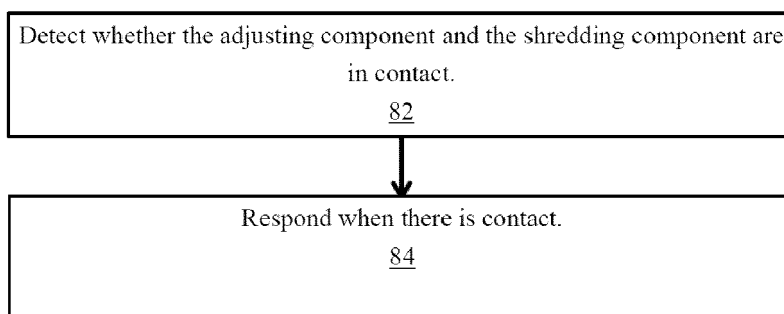 Detect whether the adjusting component and the shredding component are
in contact.
82
Respond when there is contact.
84